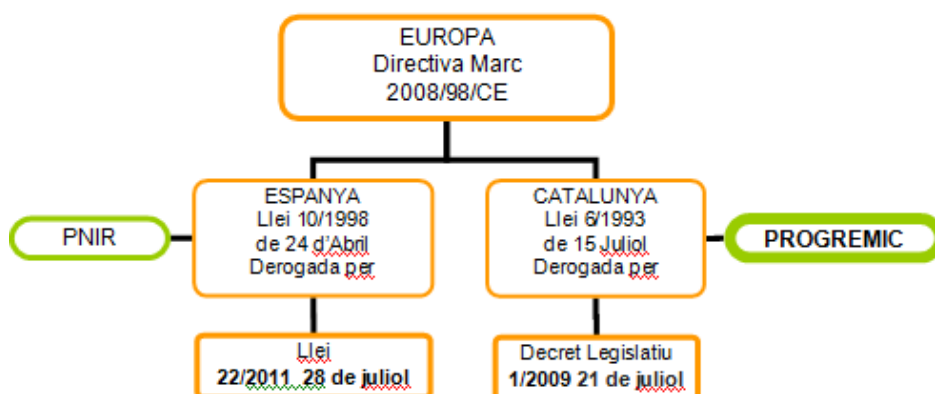 EUROPA
Directiva Marc
2008/98/CE
ESPANYA
Llei 10/1998
de 24 d'Abril
Derogada per
CATALUNYA
Llei 6/1993
de 15 Juliol
Derogada per
PNIR
PROGREMIC
Llei
22/2011 28 de juliol
Decret Legislatiu
1/2009 21 de juliol